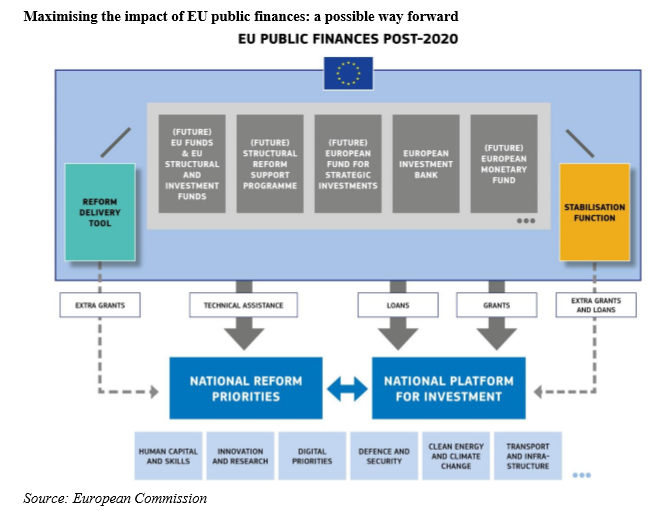 Maximising the impact of EU public finances: a possible way forward
EU PUBLIC FINANCES POST-2020
REFORM
DELIVERY
TOOL
(FUTURE)
EU FUNDS
& EU
STRUCTURAL
AND
INVESTMENT
FUNDS
(FUTURE)
STRUCTURAL
REFORM
SUPPORT
PROGRAMME
(FUTURE)
EUROPEAN
FUND FOR
STRATEGIC
INVESTMENTS
EUROPEAN
INVESTMENT
BANK
(FUTURE)
EUROPEAN
MONETARY
FUND
STABILISATION
FUNCTION
EXTRA GRANTS
TECHNICAL ASSISTANCE
LOANS
GRANTS
EXTRA GRANTS
AND LOANS
NATIONAL REFORM
PRIORITIES
NATIONAL PLATFORM
FOR INVESTMENT
HUMAN CAPITAL
AND SKILLS
INNOVATION
AND RESEARCH
DIGITAL
PRIORITIES
DEFENCE AND
SECURITY
CLEAN ENERGY
AND CLIMATE
CHANGE
TRANSPORT
AND INFRA-
STRUCTURE
Source: European Commission